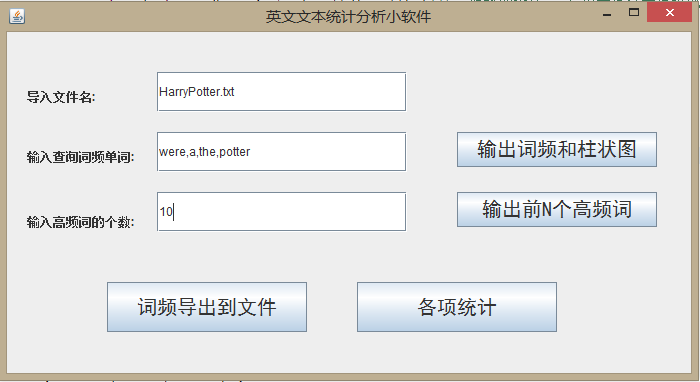 英文文本统计分析小软件
导入文件名:
HarryPotter.txt
输入查询词频单词:
were,a,the,potter
输出词频和柱状图
输入高频词的个数:
10
输出前N个高频词
词频导出到文件
各项统计